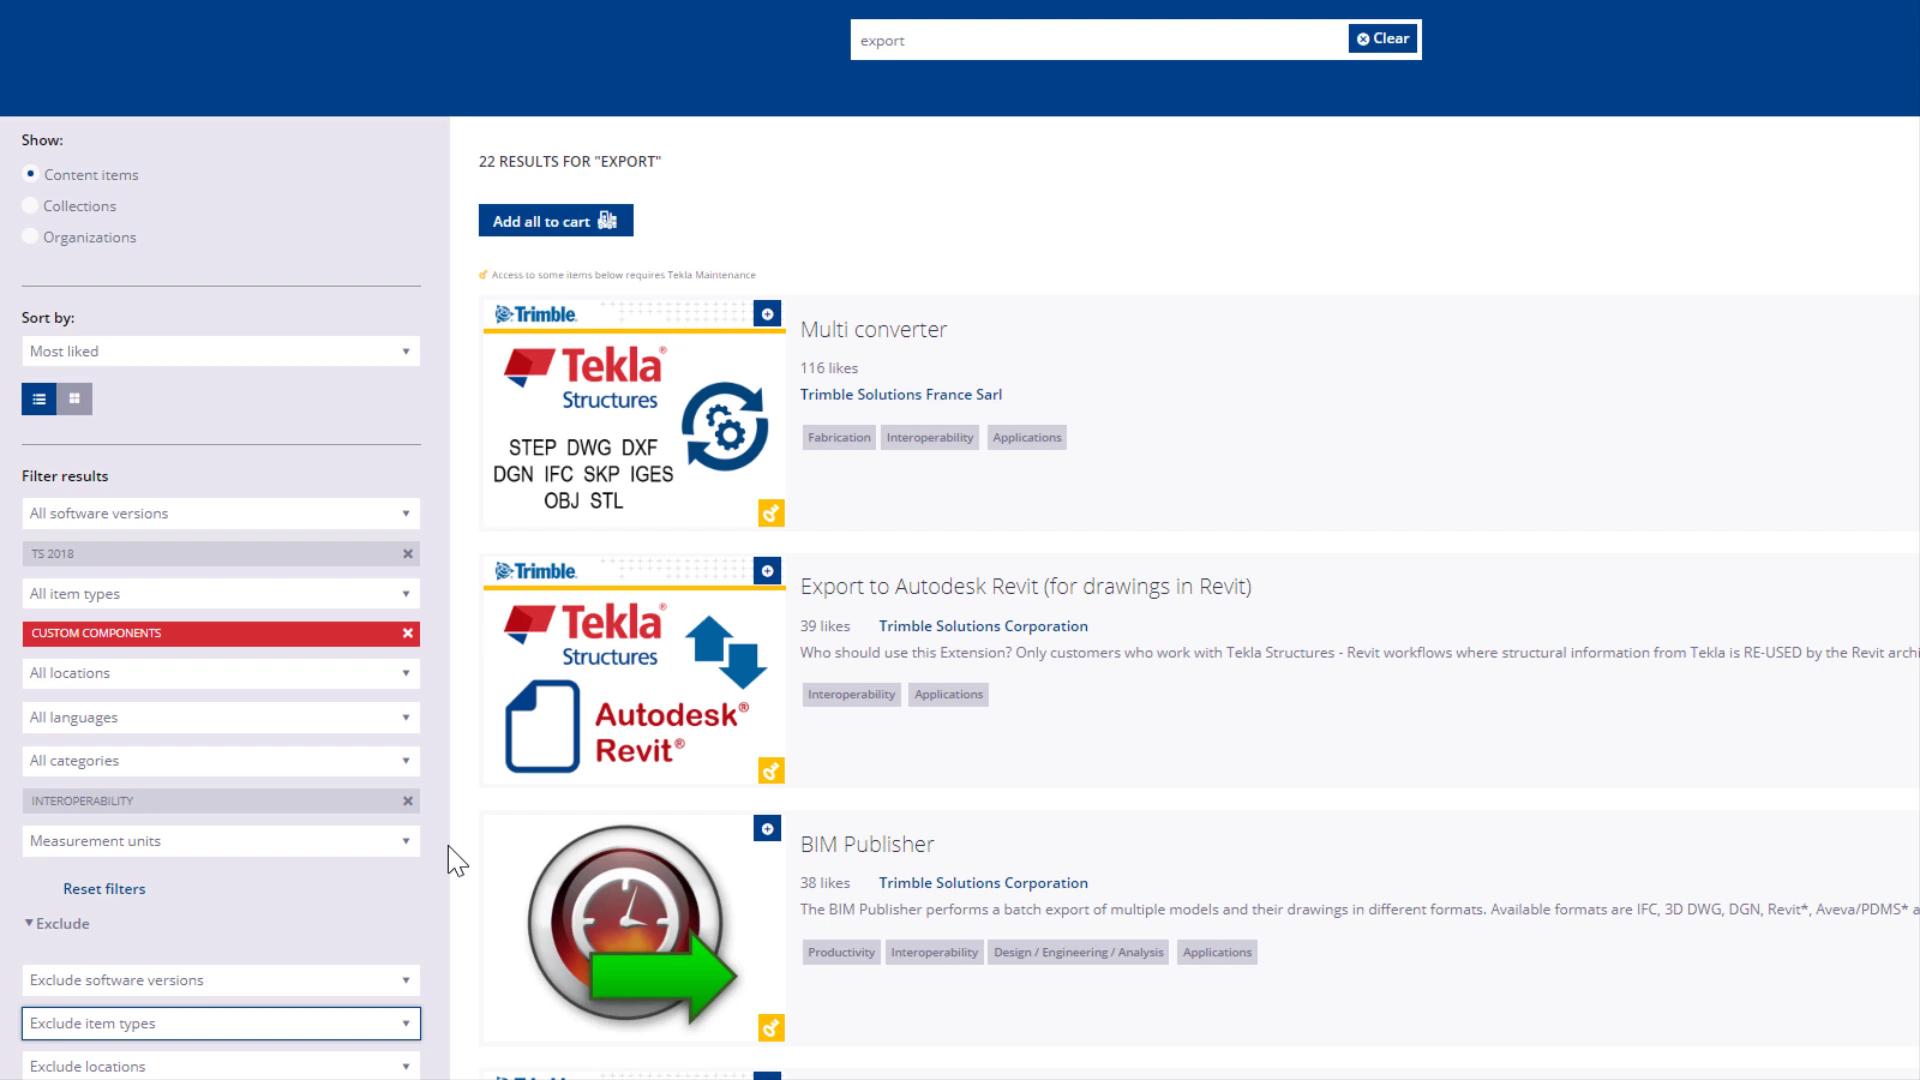 export
Clear
Show:
Content items
Collections
Organizations
Sort by:
Most liked
Filter results
All software versions
TS 2018
All item types
CUSTOM COMPONENTS
All locations
All languages
All categories
INTEROPERABILITY
Measurement units
Reset filters
Exclude
Exclude software versions
Exclude item types
Exclude locations
22 RESULTS FOR "EXPORT"
Add all to cart
Access to some items below requires Tekla Maintenance
Trimble.
Tekla®
Structures
STEP DWG DXF
DGN IFC SKP IGES
OBJ STL
Multi converter
116 likes
Trimble Solutions France Sarl
Fabrication Interoperability Applications
Trimble.
Tekla®
Structures
Autodesk®
Revit®
Export to Autodesk Revit (for drawings in Revit)
39 likes Trimble Solutions Corporation
Who should use this Extension? Only customers who work with Tekla Structures - Revit workflows where structural information from Tekla is RE-USED by the Revit archi
Interoperability Applications
BIM Publisher
38 likes Trimble Solutions Corporation
The BIM Publisher performs a batch export of multiple models and their drawings in different formats. Available formats are IFC, 3D DWG, DGN, Revit*, Aveva/PDMS* a
Productivity Interoperability Design / Engineering / Analysis Applications